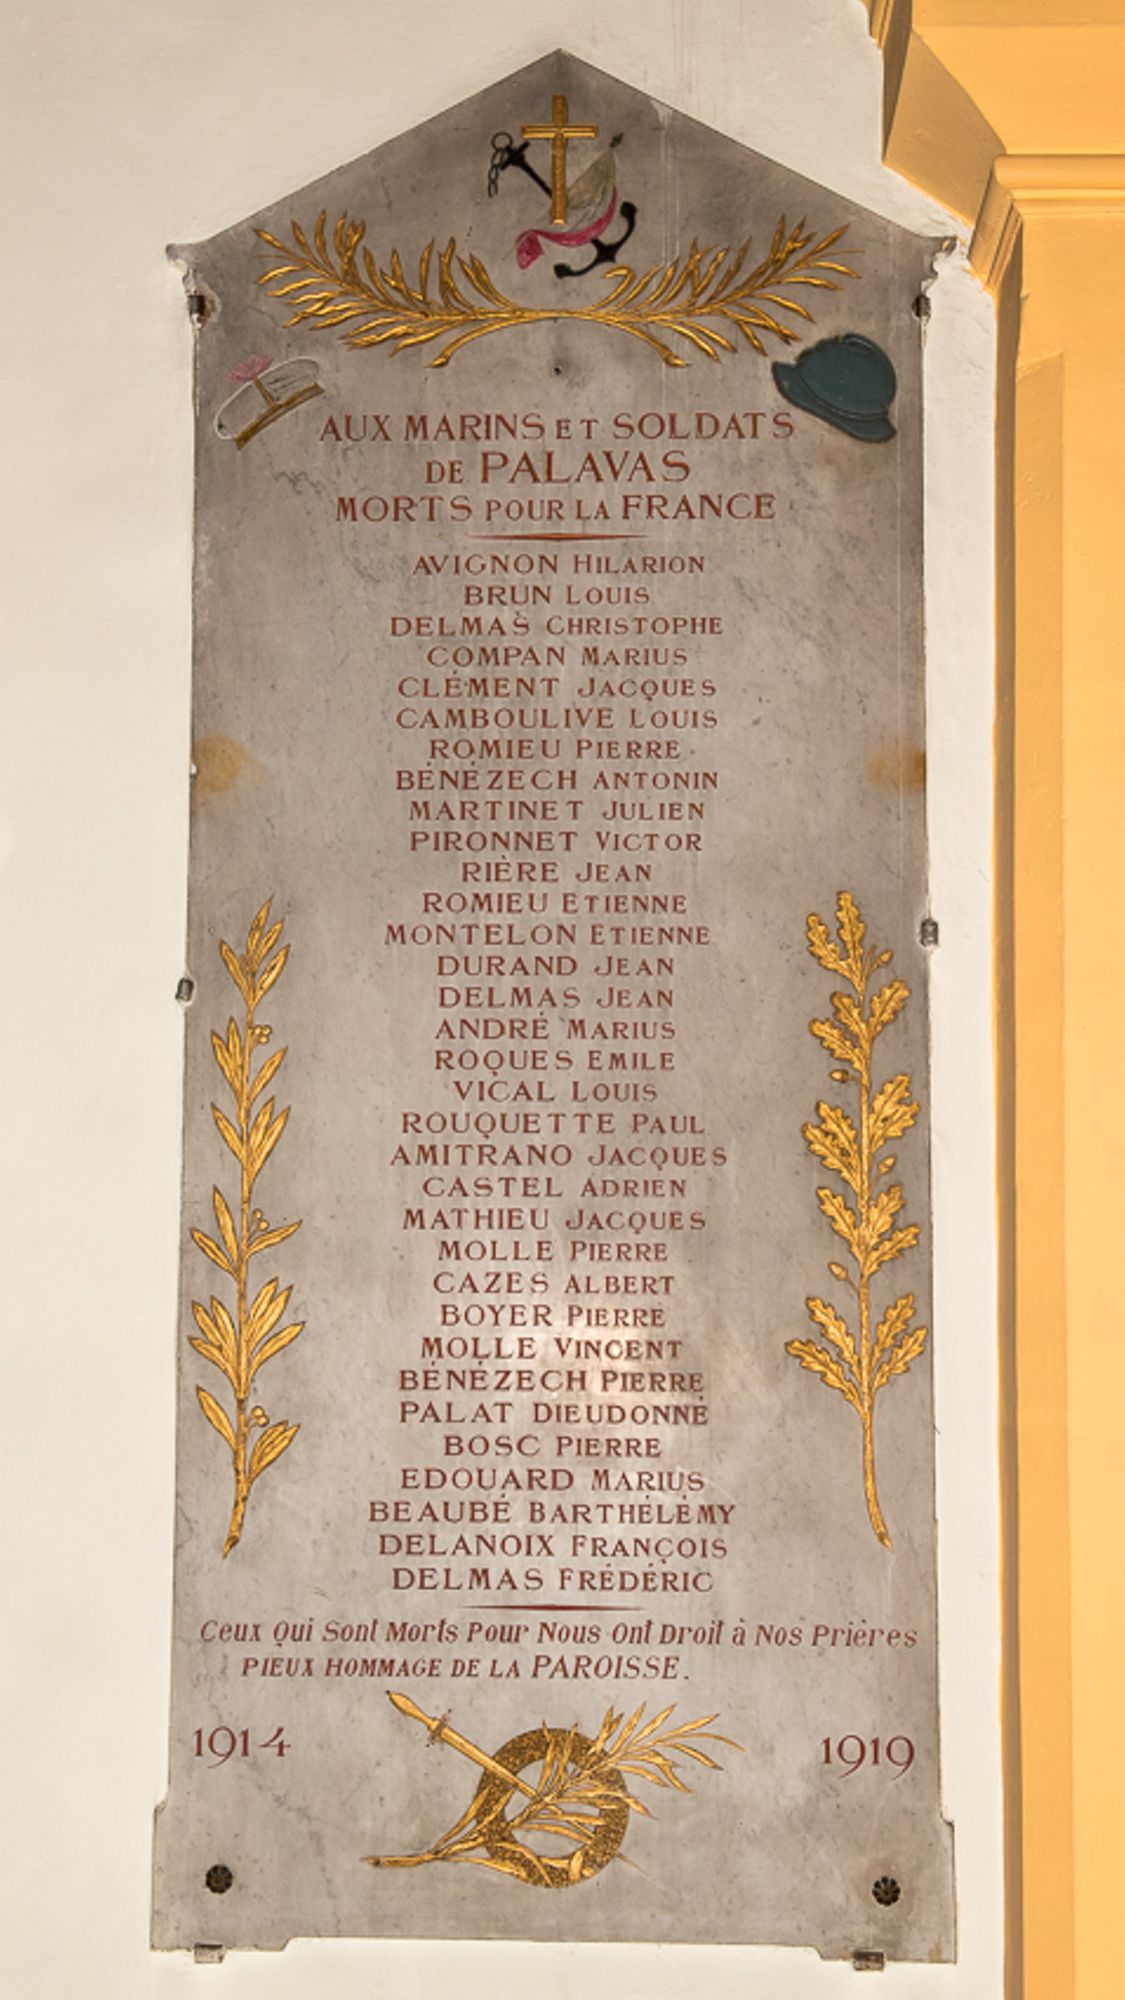 AUX MARINS ET SOLDATS
DE PALAVAS
MORTS POUR LA FRANCE
AVIGNON HILARION
BRUN LOUIS
DELMAS CHRISTOPHE
COMPAN MARIUS
CLÉMENT JACQUES
CAMBOULIVE LOUIS
ROMIEU PIERRE
BÉNÉZECH ANTONIN
MARTINET JULIEN
PIRONNET VICTOR
RIÈRE JEAN
ROMIEU ETIENNE
MONTELON ETIENNE
DURAND JEAN
DELMAS JEAN
ANDRÉ MARIUS
ROQUES EMILE
VICAL LOUIS
ROUQUETTE PAUL
AMITRANO JACQUES
CASTEL ADRIEN
MATHIEU JACQUES
MOLLE PIERRE
CAZES ALBERT
BOYER PIERRE
MOLLE VINCENT
BÉNÉZECH PIERRE
PALAT DIEUDONNÉ
BOSC PIERRE
EDOUARD MARIUS
BEAUBÉ BARTHÉLÉMY
DELANOIX FRANÇOIS
DELMAS FRÉDÉRIC
Ceux Qui Sont Morts Pour Nous Ont Droit à Nos Prières
PIEUX HOMMAGE DE LA PAROISSE.
1914 1919